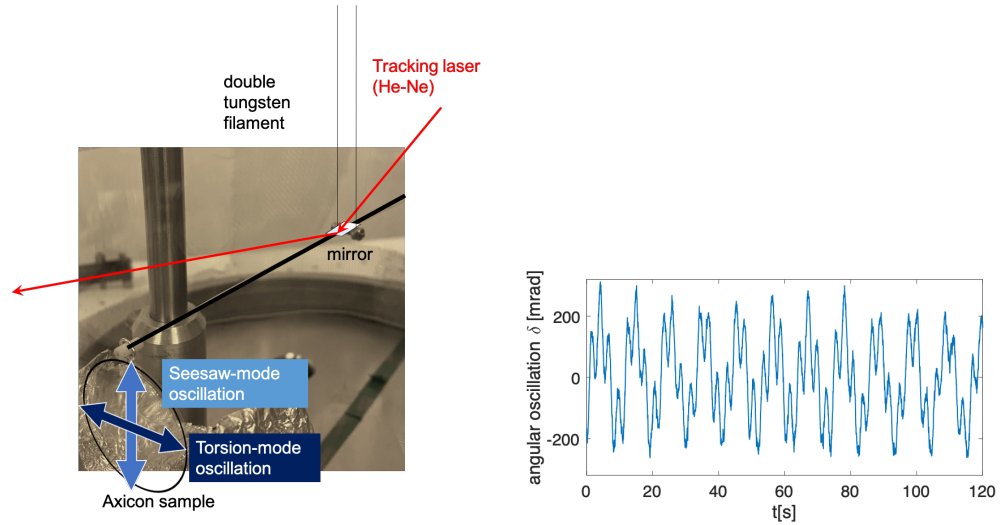 Tracking laser
(He-Ne)
double
tungsten
filament
mirror
Seesaw-mode
oscillation
Torsion-mode
oscillation
Axicon sample
angular oscillation δ [mrad]
200
0
-200
0
20
40
60
80
100
120
t[s]